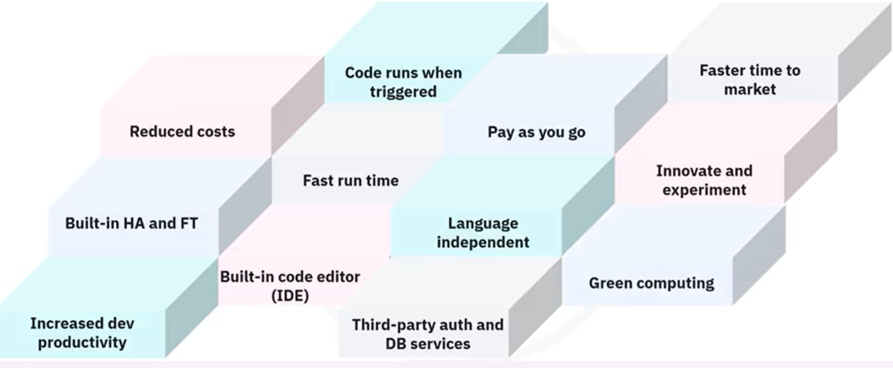 Code runs when
triggered
Faster time to
market
Reduced costs
Pay as you go
Fast run time
Innovate and
experiment
Built-in HA and FT
Language
independent
Built-in code editor
(IDE)
Green computing
Increased dev
productivity
Third-party auth and
DB services